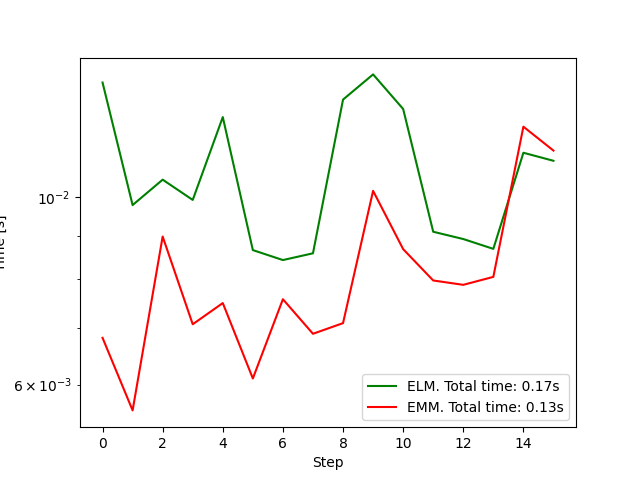 Time [s]
10⁻²
6 × 10⁻³
ELM. Total time: 0.17s
EMM. Total time: 0.13s
0 2 4 6 8 10 12 14
Step